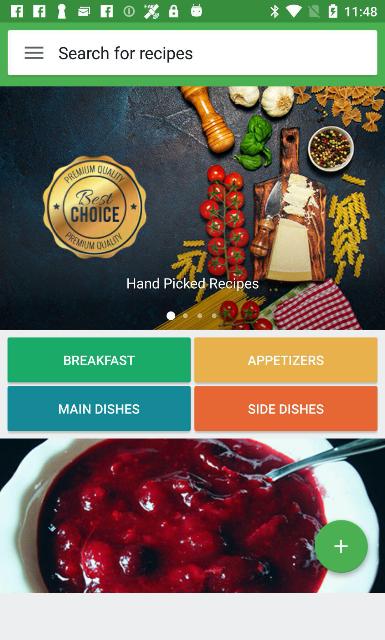 11:48
Search for recipes
PREMIUM QUALITY
Best
CHOICE
PREMIUM QUALITY
Hand Picked Recipes
BREAKFAST
APPETIZERS
MAIN DISHES
SIDE DISHES